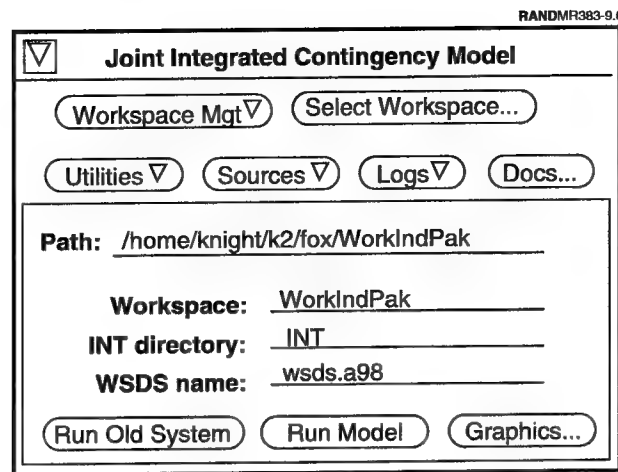 RANDMR383-9.
Joint Integrated Contingency Model
Workspace Mgt Select Workspace...
Utilities Sources Logs Docs...
Path: /home/knight/k2/fox/WorkIndPak
Workspace: WorkIndPak
INT directory: INT
WSDS name: wsds.a98
Run Old System Run Model Graphics...